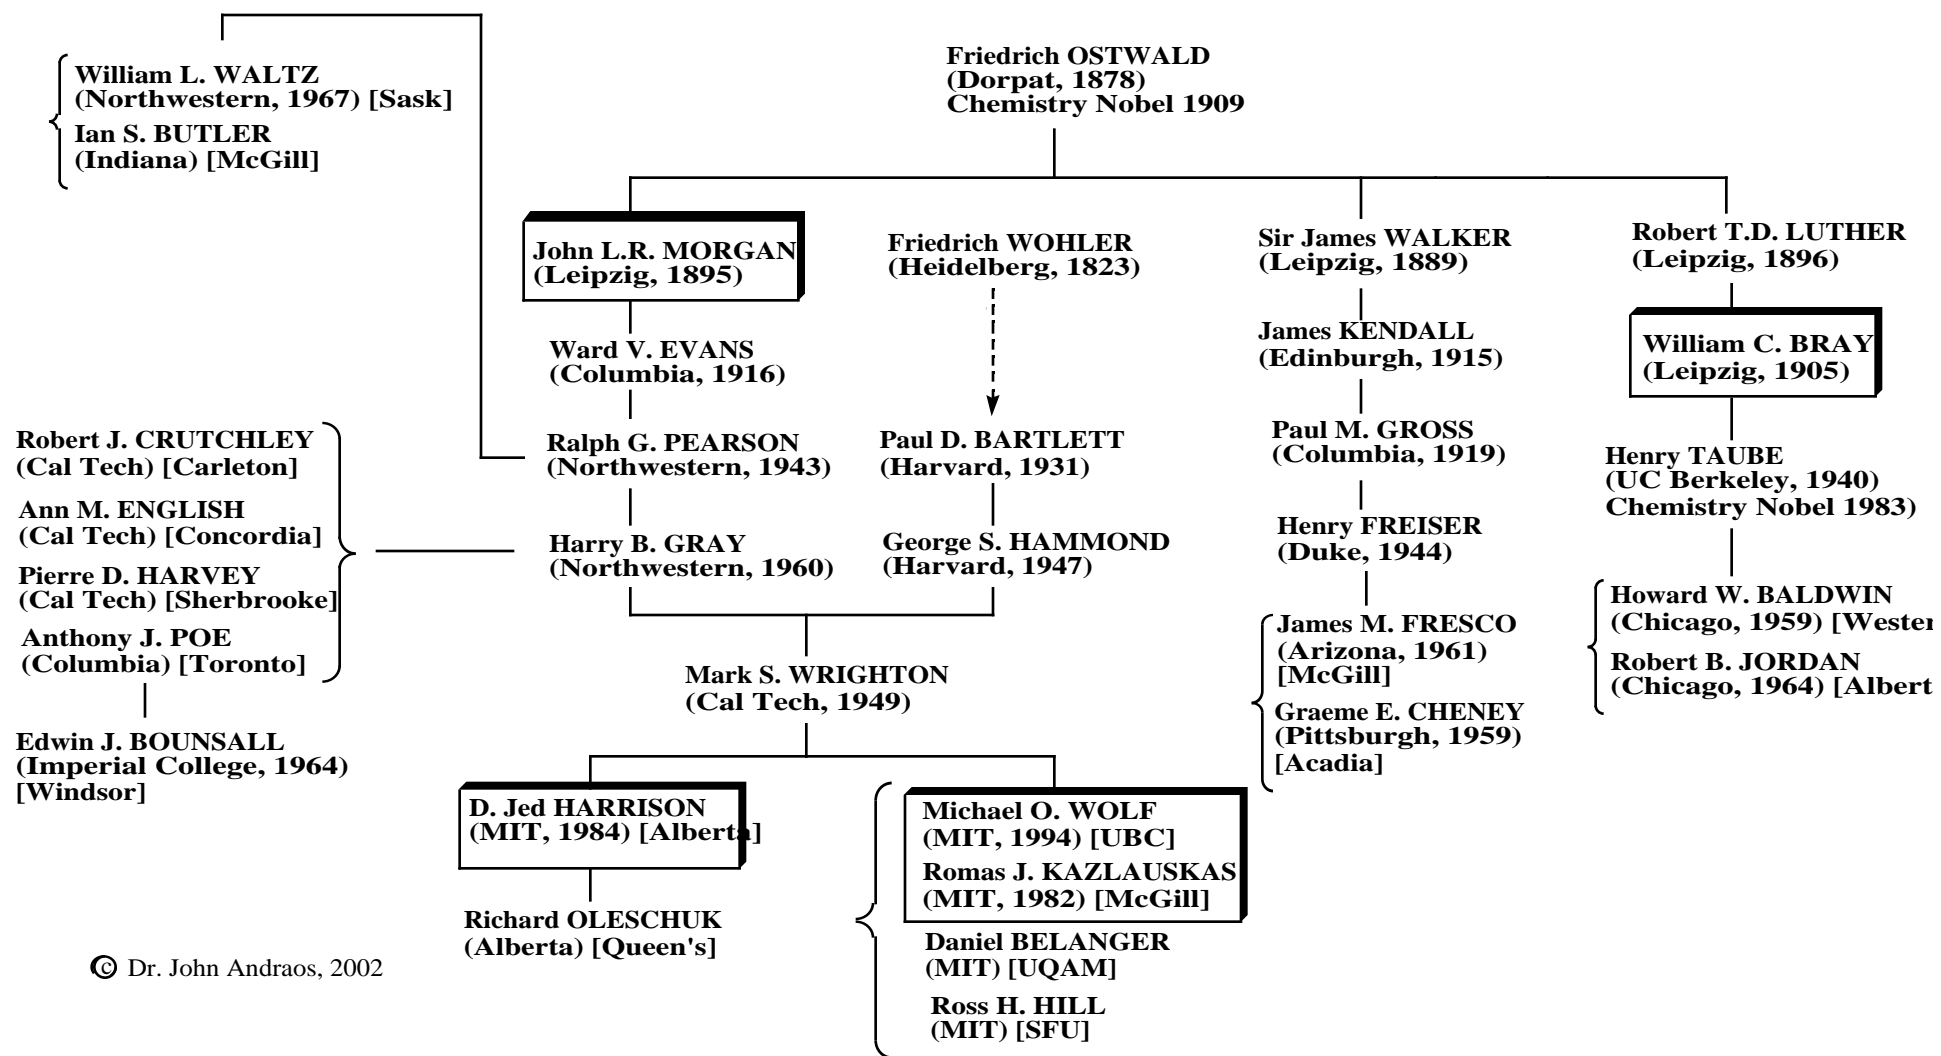 William L. WALTZ
(Northwestern, 1967) [Sask]
Ian S. BUTLER
(Indiana) [McGill]
Friedrich OSTWALD
(Dorpat, 1878)
Chemistry Nobel 1909
John L.R. MORGAN
(Leipzig, 1895)
Friedrich WOHLER
(Heidelberg, 1823)
Sir James WALKER
(Leipzig, 1889)
Robert T.D. LUTHER
(Leipzig, 1896)
Ward V. EVANS
(Columbia, 1916)
James KENDALL
(Edinburgh, 1915)
William C. BRAY
(Leipzig, 1905)
Robert J. CRUTCHLEY
(Cal Tech) [Carleton]
Ann M. ENGLISH
(Cal Tech) [Concordia]
Pierre D. HARVEY
(Cal Tech) [Sherbrooke]
Anthony J. POE
(Columbia) [Toronto]
Edwin J. BOUNSALL
(Imperial College, 1964)
[Windsor]
Ralph G. PEARSON
(Northwestern, 1943)
Paul D. BARTLETT
(Harvard, 1931)
Paul M. GROSS
(Columbia, 1919)
Henry TAUBE
(UC Berkeley, 1940)
Chemistry Nobel 1983)
Harry B. GRAY
(Northwestern, 1960)
George S. HAMMOND
(Harvard, 1947)
Henry FREISER
(Duke, 1944)
Howard W. BALDWIN
(Chicago, 1959) [Wester
Robert B. JORDAN
(Chicago, 1964) [Albert
James M. FRESCO
(Arizona, 1961)
[McGill]
Graeme E. CHENEY
(Pittsburgh, 1959)
[Acadia]
Mark S. WRIGHTON
(Cal Tech, 1949)
D. Jed HARRISON
(MIT, 1984) [Alberta]
Richard OLESCHUK
(Alberta) [Queen's]
Michael O. WOLF
(MIT, 1994) [UBC]
Romas J. KAZLAUSKAS
(MIT, 1982) [McGill]
Daniel BELANGER
(MIT) [UQAM]
Ross H. HILL
(MIT) [SFU]
© Dr. John Andraos, 2002